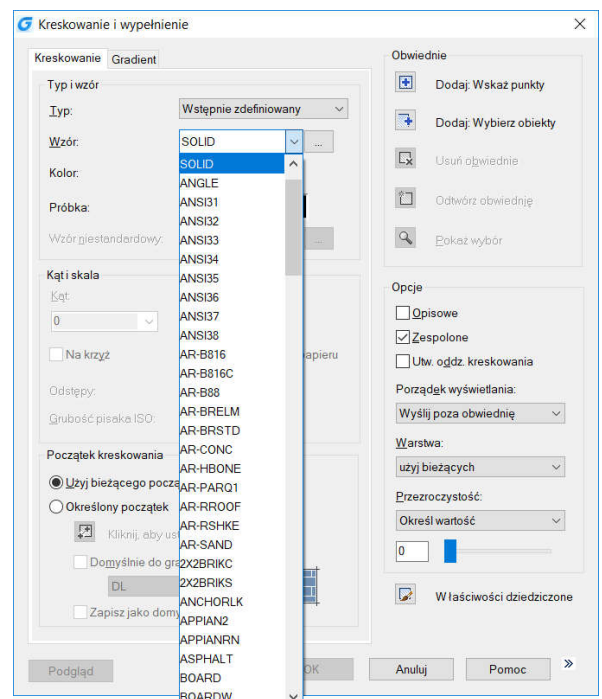 Kreskowanie i wypełnienie
Kreskowanie
Gradient
Typ i wzór
Typ:
Wstępnie zdefiniowany
Wzór:
SOLID
...
Kolor:
Próbka:
Wzór niestandardowy:
...
SOLID
ANGLE
ANSI31
ANSI32
ANSI33
ANSI34
ANSI35
ANSI36
ANSI37
ANSI38
AR-B816
AR-B816C
AR-B88
AR-BRELM
AR-BRSTD
AR-CONC
AR-HBONE
AR-PARQ1
AR-RROOF
AR-RSHKE
AR-SAND
2X2BRIKC
2X2BRIKS
ANCHORLK
APPIAN2
APPIANRN
ASPHALT
BOARD
BOARDW
Kąt i skala
Kąt:
0
Na krzyż
apieru
Odstępy:
Grubość pisaka ISO:
Początek kreskowania
Użyj bieżącego począ
Określony początek
Kliknij, aby ust
Domyślnie do gra
DL
Zapisz jako domy
Obwiednie
Dodaj: Wskaż punkty
Dodaj: Wybierz obiekty
Usuń obwiednie
Odtwórz obwiednię
Pokaż wybór
Opcje
Opisowe
Zespolone
Utw. oddz. kreskowania
Porządek wyświetlania:
Wyślij poza obwiednię
Warstwa:
użyj bieżących
Przezroczystość:
Określ wartość
0
Właściwości dziedziczone
Podgląd
OK
Anuluj
Pomoc
»